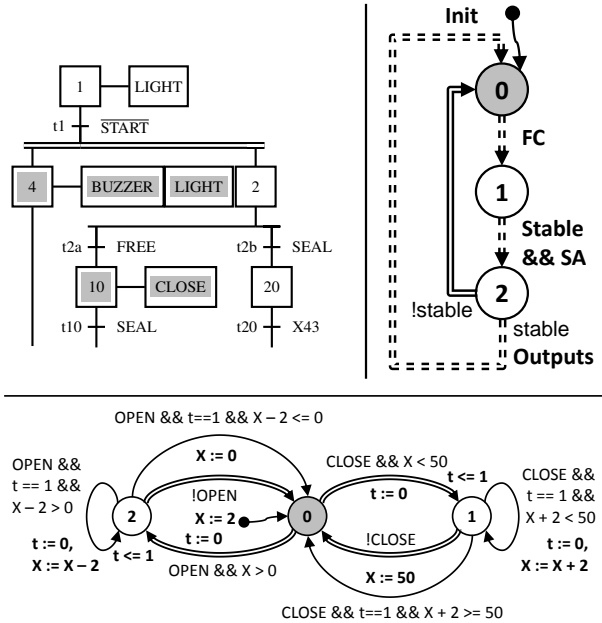 1
LIGHT
t1
START
4
BUZZER
LIGHT
2
t2a
FREE
t2b
SEAL
10
CLOSE
20
t10
SEAL
t20
X43
Init
0
FC
1
Stable
&& SA
2
!stable
stable
Outputs
OPEN && t==1 && X – 2 <= 0
X := 0
OPEN &&
t == 1 &&
X – 2 > 0
t := 0,
X := X – 2
2
t <= 1
!OPEN
X := 2
t := 0
OPEN && X > 0
0
CLOSE && X < 50
t := 0
t <= 1
!CLOSE
1
X := 50
CLOSE && t==1 && X + 2 >= 50
CLOSE &&
t == 1 &&
X + 2 < 50
t := 0,
X := X + 2